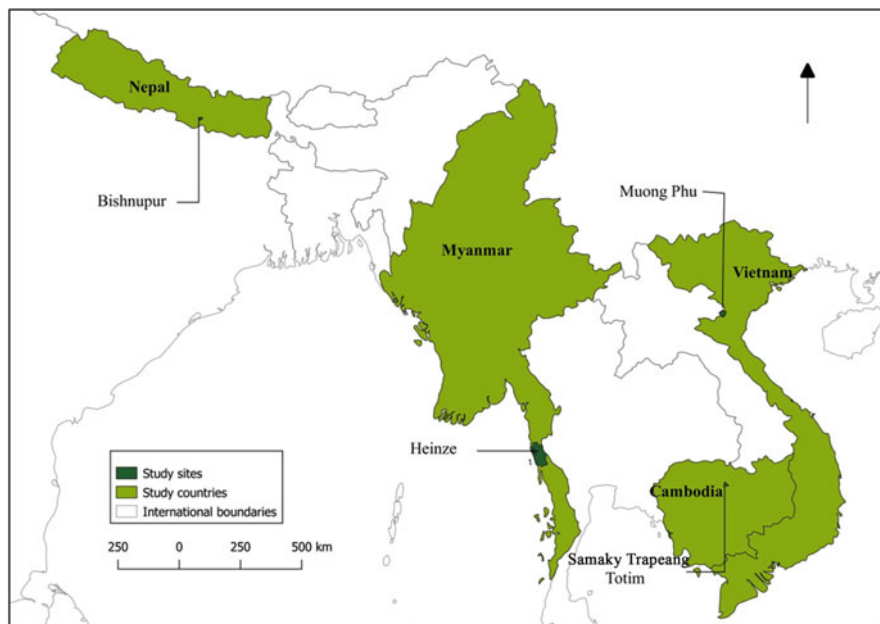 Nepal
Bishnupur
Muong Phu
Myanmar
Vietnam
Heinze
Study sites
Study countries
International boundaries
250 0 250 500 km
Cambodia
Samaky Trapeang
Totim